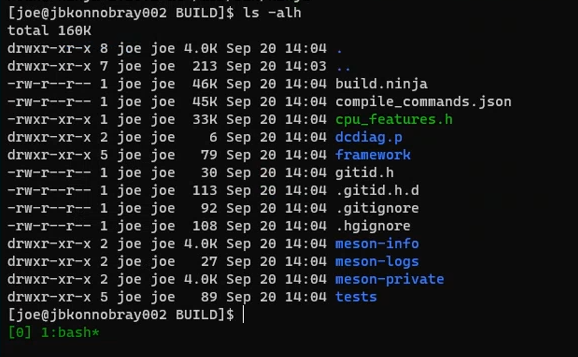 [joe@jbkonnobray002 BUILD]$ ls -alh
total 160K
drwxr-xr-x 8 joe joe 4.0K Sep 20 14:04 .
drwxr-xr-x 7 joe joe  213 Sep 20 14:03 ..
-rw-r--r-- 1 joe joe  46K Sep 20 14:04 build.ninja
-rw-r--r-- 1 joe joe  45K Sep 20 14:04 compile_commands.json
-rwxr-xr-x 1 joe joe  33K Sep 20 14:04 cpu_features.h
drwxr-xr-x 2 joe joe    6 Sep 20 14:04 dcdiag.p
drwxr-xr-x 5 joe joe   79 Sep 20 14:04 framework
-rw-r--r-- 1 joe joe   30 Sep 20 14:04 gitid.h
-rw-r--r-- 1 joe joe  113 Sep 20 14:04 .gitid.h.d
-rw-r--r-- 1 joe joe   92 Sep 20 14:04 .gitignore
-rw-r--r-- 1 joe joe  108 Sep 20 14:04 .hgignore
drwxr-xr-x 2 joe joe 4.0K Sep 20 14:04 meson-info
drwxr-xr-x 2 joe joe   27 Sep 20 14:04 meson-logs
drwxr-xr-x 2 joe joe 4.0K Sep 20 14:04 meson-private
drwxr-xr-x 5 joe joe   89 Sep 20 14:04 tests
[joe@jbkonnobray002 BUILD]$
[0] 1:bash*